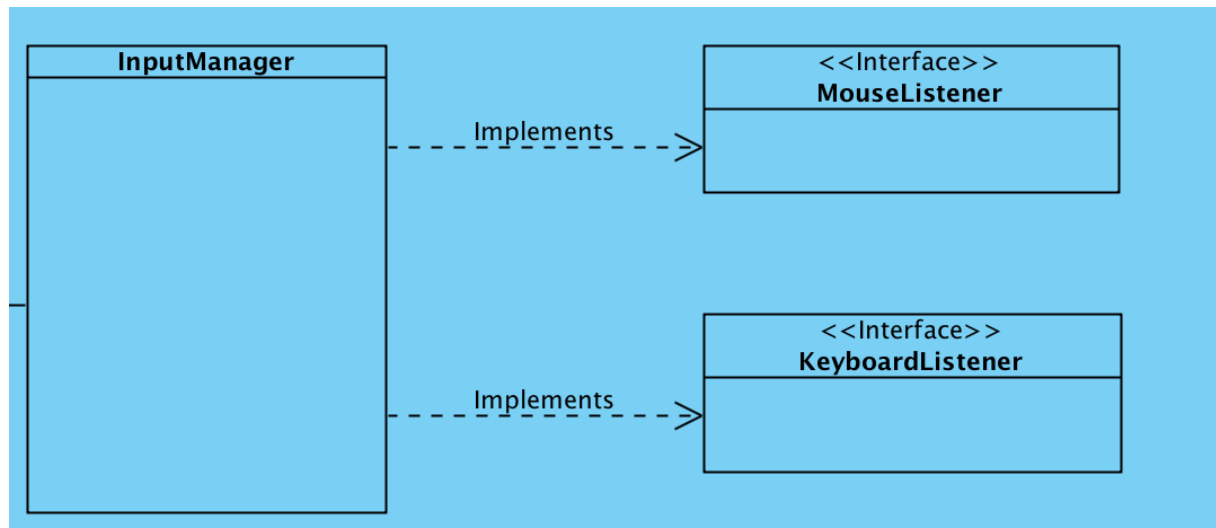 InputManager
<<Interface>>
MouseListener
Implements
<<Interface>>
KeyboardListener
Implements